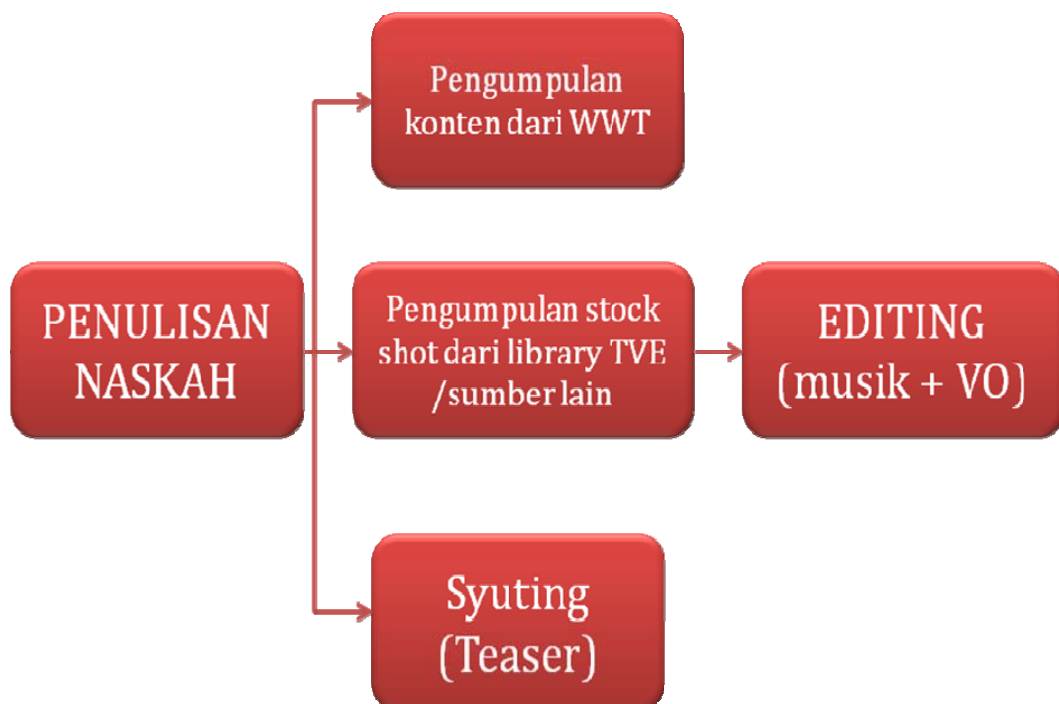 Pengumpulan
konten dari WWT
PENULISAN
NASKAH
Pengumpulan stock
shot dari library TVE
/sumber lain
EDITING
(musik + VO)
Syuting
(Teaser)